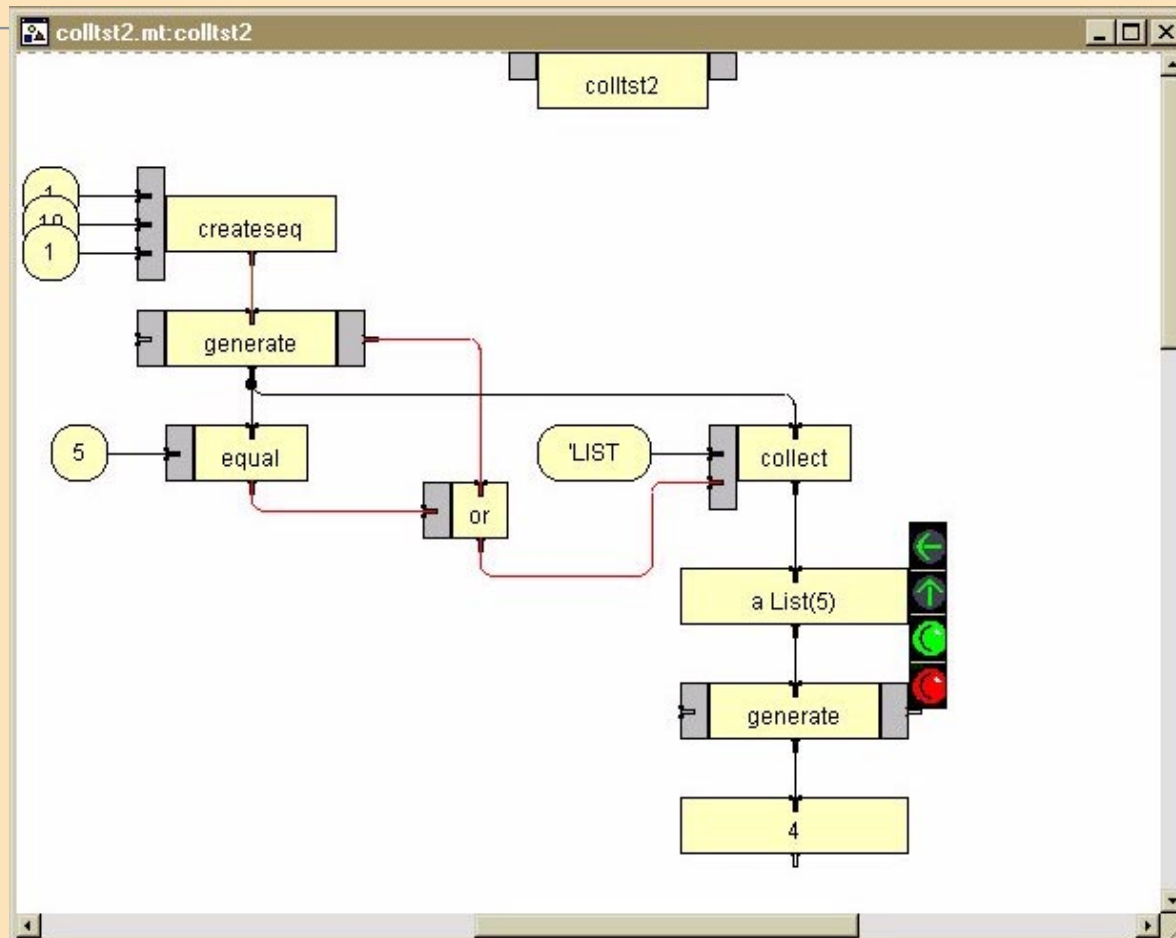 colltst2.mt:colltst2
colltst2
1
10
1
createseq
generate
5
equal
'LIST
collect
or
a List(5)
generate
4